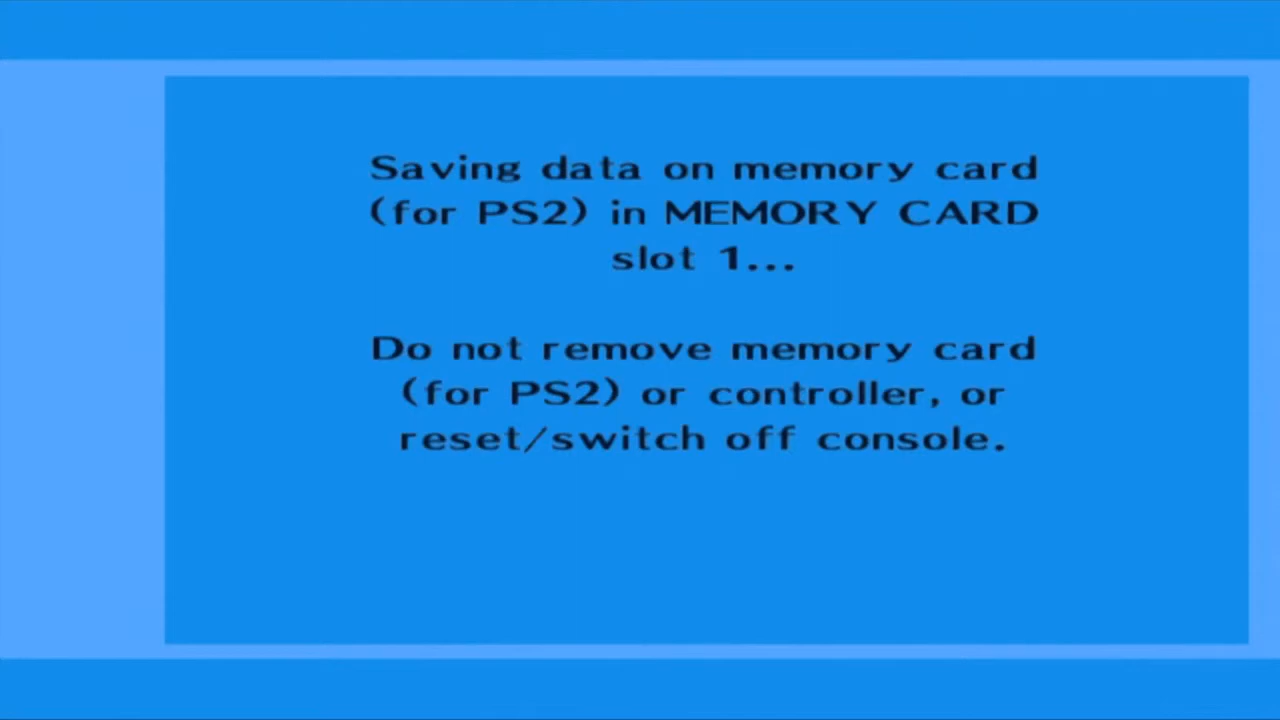 Saving data on memory card
(for PS2) in MEMORY CARD
slot 1...
Do not remove memory card
(for PS2) or controller, or
reset/switch off console.